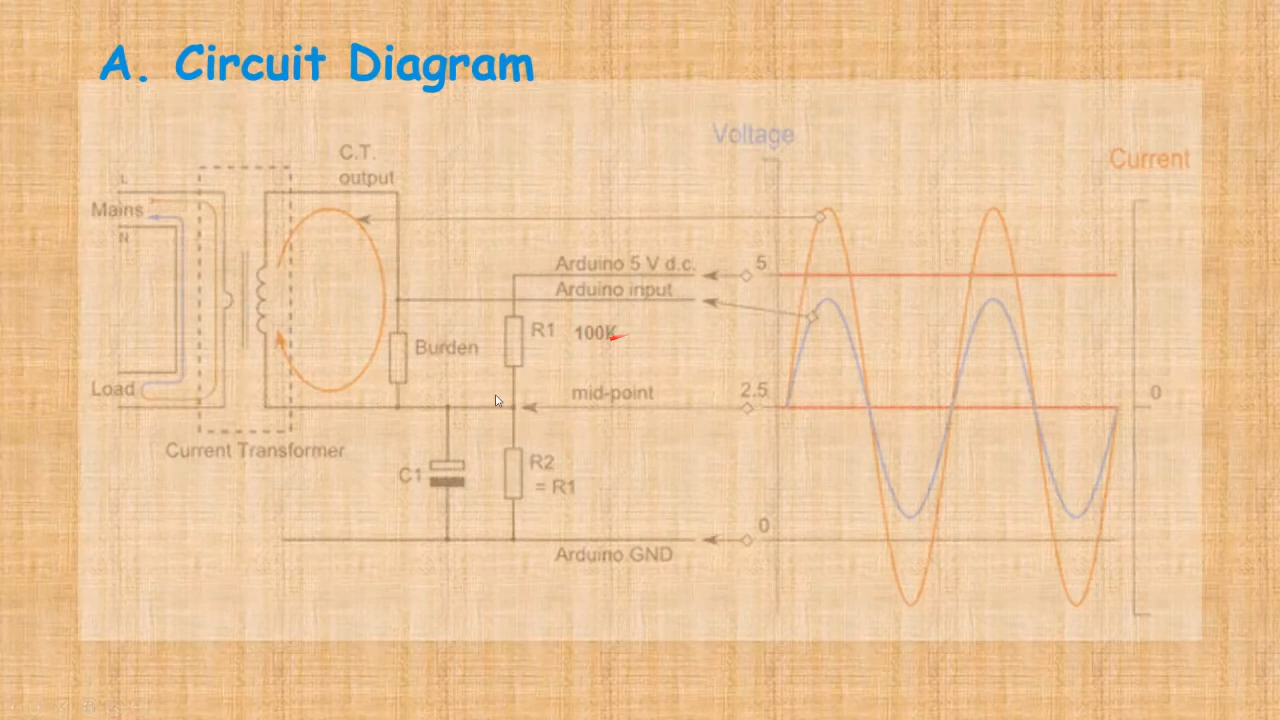 A. Circuit Diagram
Voltage
Current
C.T.
output
L
Mains
N
Arduino 5 V d.c.
5
Arduino input
R1
100K
Burden
Load
mid-point
2.5
0
Current Transformer
C1
R2
= R1
0
Arduino GND